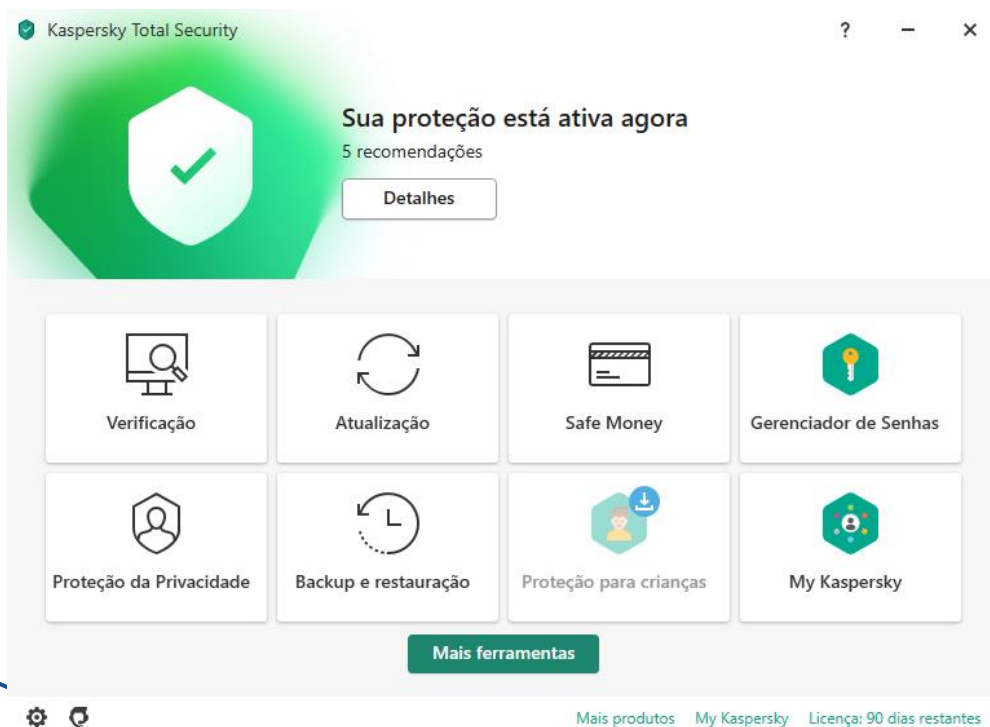 Kaspersky Total Security
?
Sua proteção está ativa agora
5 recomendações
Detalhes
Verificação
Atualização
Safe Money
Gerenciador de Senhas
Proteção da Privacidade
Backup e restauração
Proteção para crianças
My Kaspersky
Mais ferramentas
Mais produtos My Kaspersky Licença: 90 dias restantes